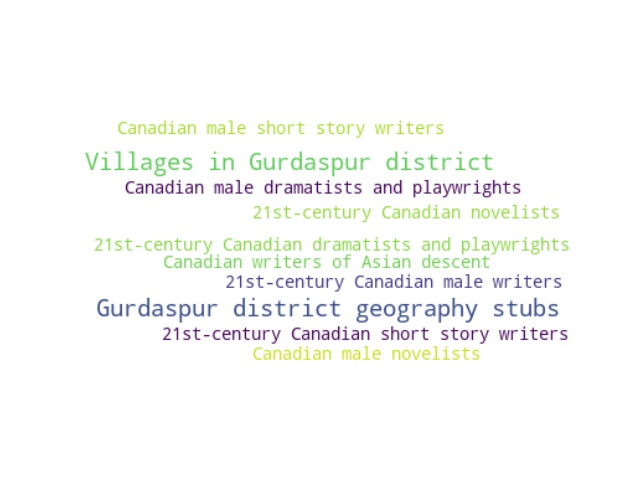 Canadian male short story writers
Villages in Gurdaspur district
Canadian male dramatists and playwrights
21st-century Canadian novelists
21st-century Canadian dramatists and playwrights
Canadian writers of Asian descent
21st-century Canadian male writers
Gurdaspur district geography stubs
21st-century Canadian short story writers
Canadian male novelists